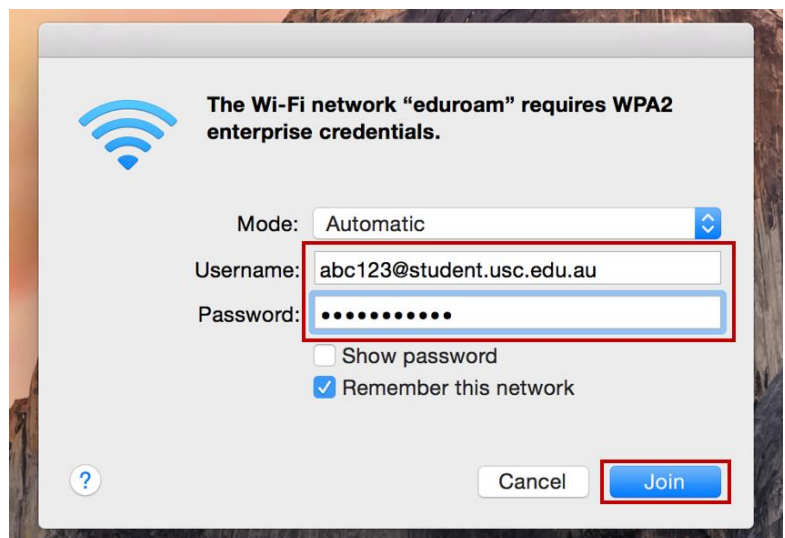 The Wi-Fi network “eduroam” requires WPA2
enterprise credentials.
Mode: Automatic
Username: abc123@student.usc.edu.au
Password: •••••••••••
Show password
Remember this network
? Cancel Join